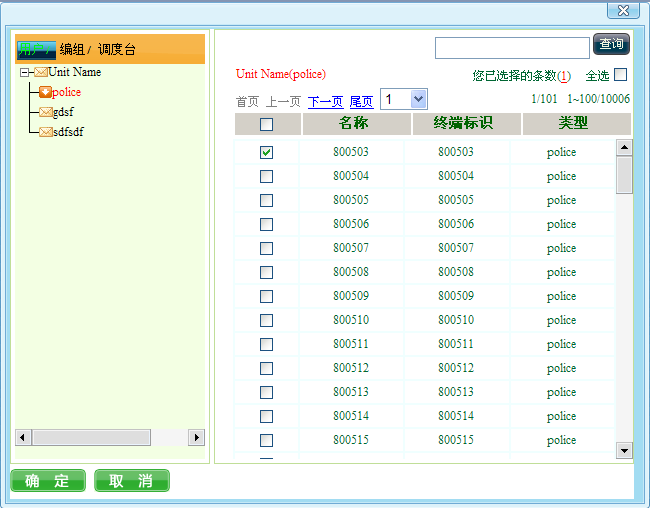 用户 / 编组 / 调度台
Unit Name
police
gdsf
sdfsdf
查询
Unit Name(police)
您已选择的条数(1) 全选
首页 上一页 下一页 尾页 1 1/101 1~100/10006
名称 终端标识 类型
800503 800503 police
800504 800504 police
800505 800505 police
800506 800506 police
800507 800507 police
800508 800508 police
800509 800509 police
800510 800510 police
800511 800511 police
800512 800512 police
800513 800513 police
800514 800514 police
800515 800515 police
确 定 取 消